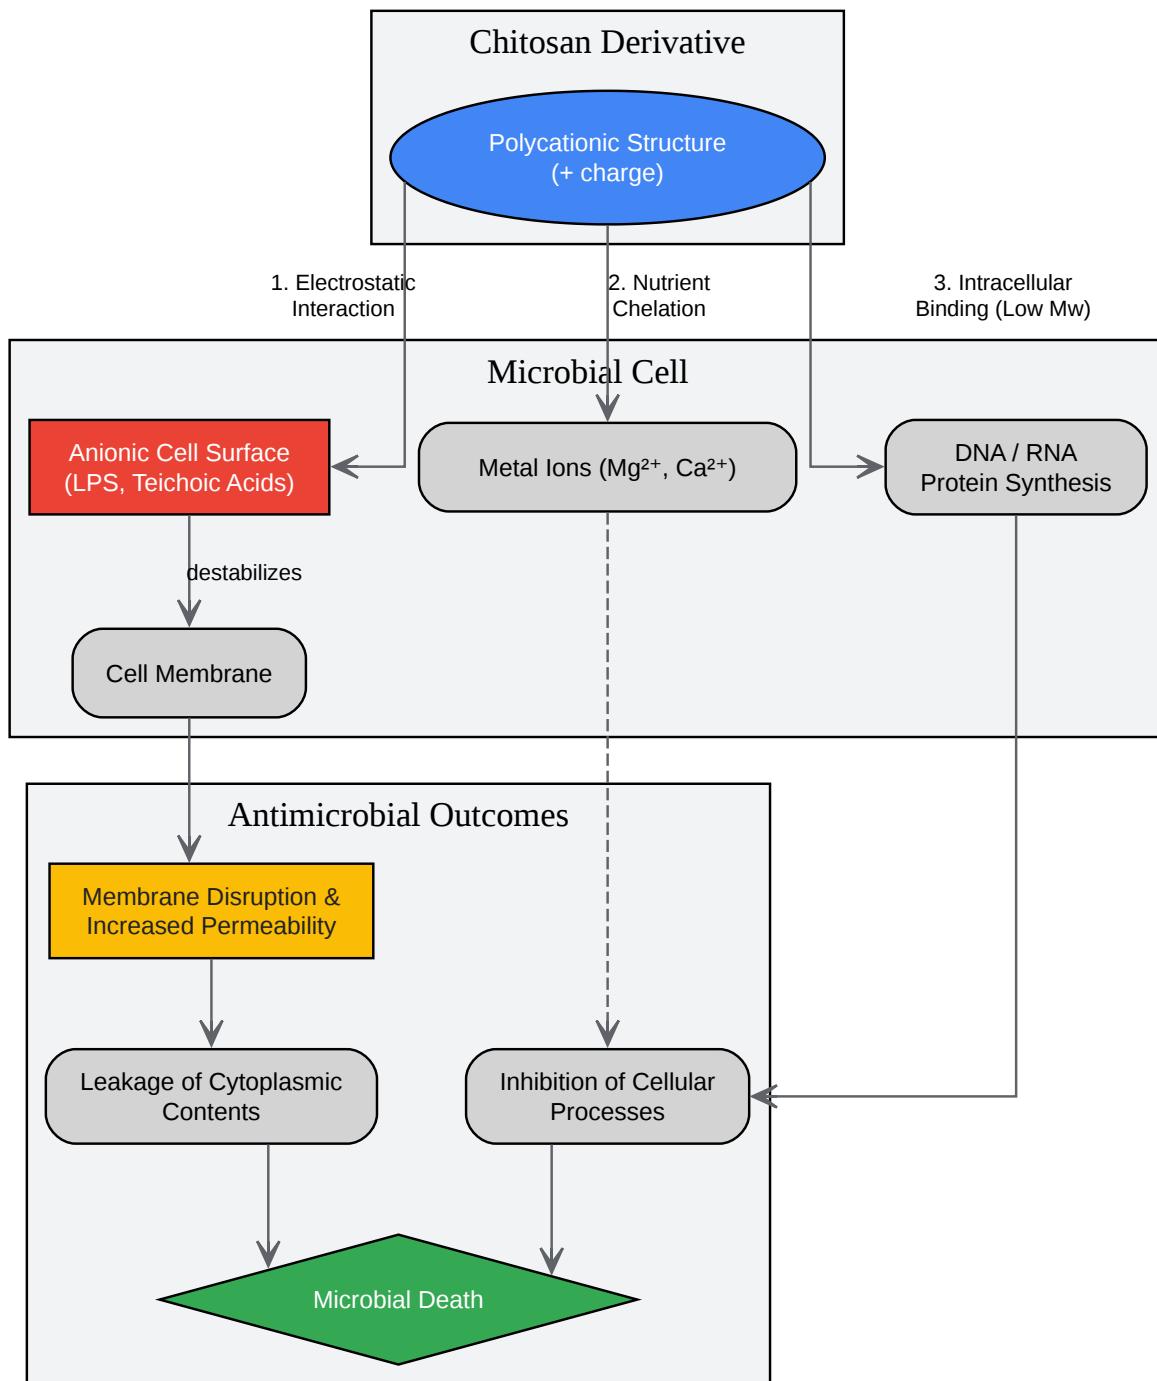 Chitosan Derivative
Polycationic Structure
(+ charge)
1. Electrostatic
Interaction
2. Nutrient
Chelation
3. Intracellular
Binding (Low Mw)
Microbial Cell
Anionic Cell Surface
(LPS, Teichoic Acids)
Metal Ions (Mg²⁺, Ca²⁺)
DNA / RNA
Protein Synthesis
destabilizes
Cell Membrane
Antimicrobial Outcomes
Membrane Disruption &
Increased Permeability
Leakage of Cytoplasmic
Contents
Inhibition of Cellular
Processes
Microbial Death